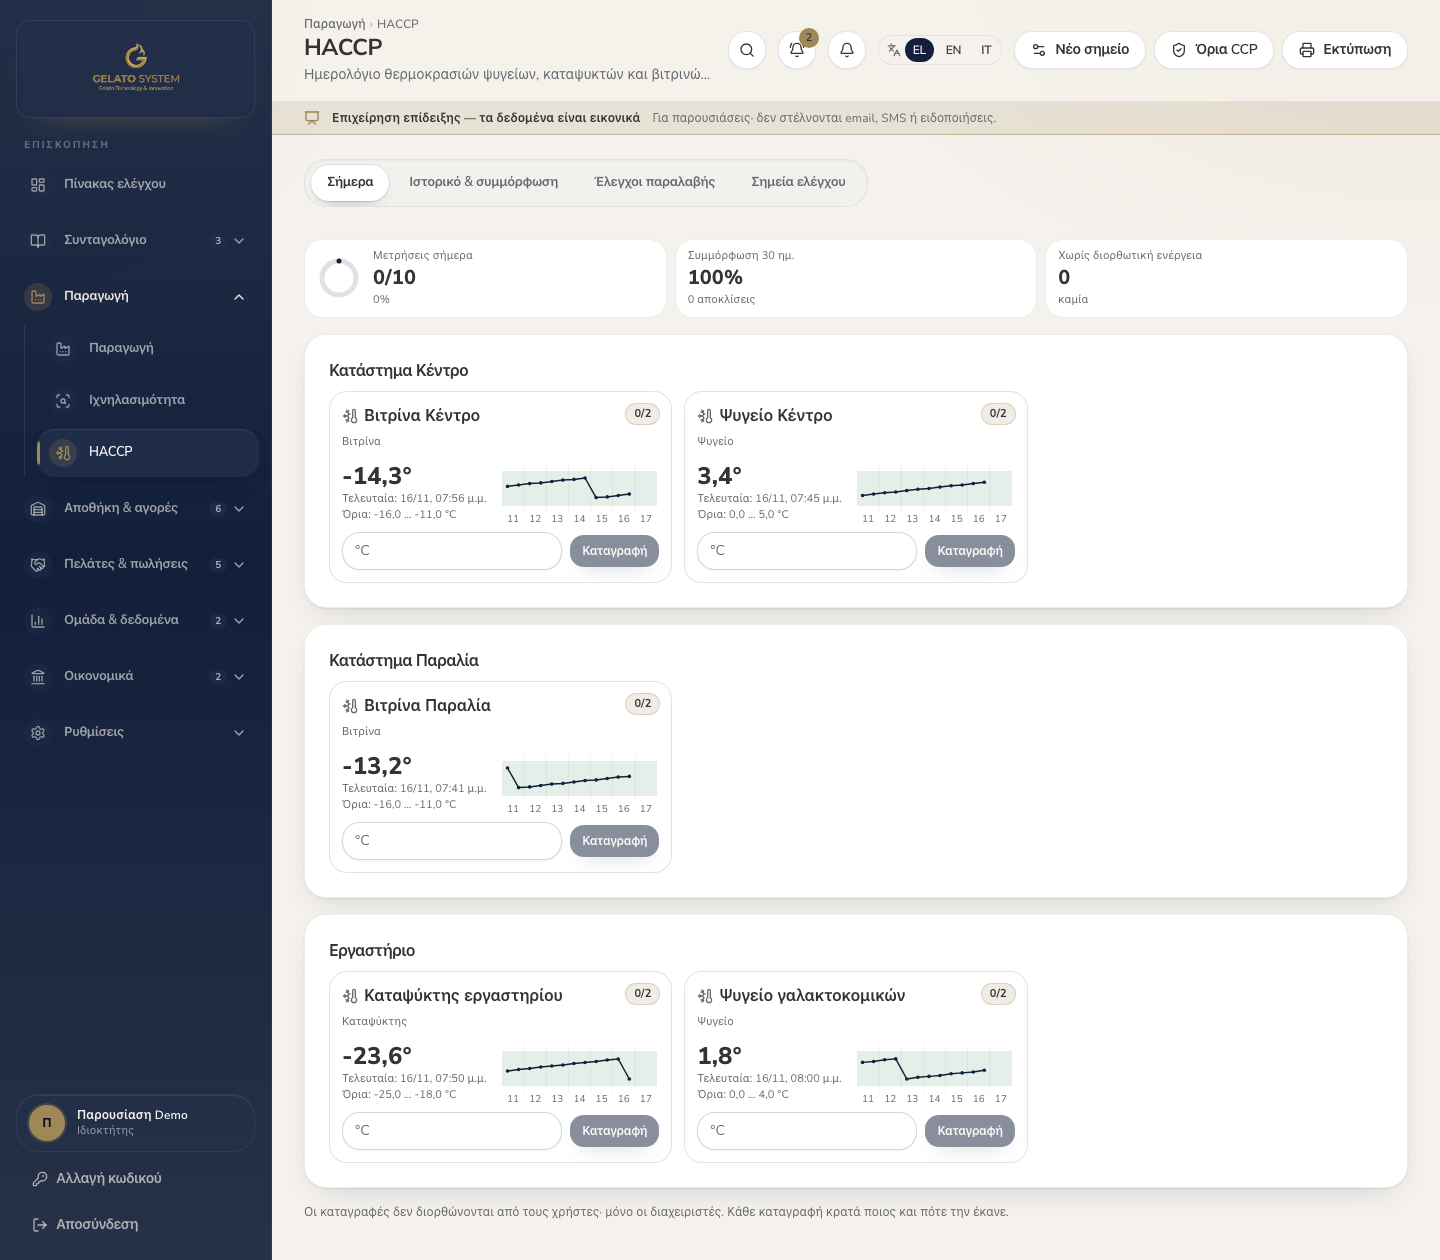 GELATO SYSTEM
Gelato Technology & Innovation
ΕΠΙΣΚΟΠΗΣΗ
Πίνακας ελέγχου
Συνταγολόγιο 3
Παραγωγή
Παραγωγή
Ιχνηλασιμότητα
HACCP
Αποθήκη & αγορές 6
Πελάτες & πωλήσεις 5
Ομάδα & δεδομένα 2
Οικονομικά 2
Ρυθμίσεις
Π
Παρουσίαση Demo
Ιδιοκτήτης
Αλλαγή κωδικού
Αποσύνδεση
Παραγωγή › HACCP
HACCP
Ημερολόγιο θερμοκρασιών ψυγείων, καταψυκτών και βιτρινώ...
2
EL EN IT
Νέο σημείο
Όρια CCP
Εκτύπωση
Επιχείρηση επίδειξης — τα δεδομένα είναι εικονικά Για παρουσιάσεις· δεν στέλνονται email, SMS ή ειδοποιήσεις.
Σήμερα Ιστορικό & συμμόρφωση Έλεγχοι παραλαβής Σημεία ελέγχου
Μετρήσεις σήμερα
0/10
0%
Συμμόρφωση 30 ημ.
100%
0 αποκλίσεις
Χωρίς διορθωτική ενέργεια
0
καμία
Κατάστημα Κέντρο
Βιτρίνα Κέντρο 0/2
Βιτρίνα
-14,3°
Τελευταία: 16/11, 07:56 μ.μ.
Όρια: -16,0 ... -11,0 °C
11 12 13 14 15 16 17
°C Καταγραφή
Ψυγείο Κέντρο 0/2
Ψυγείο
3,4°
Τελευταία: 16/11, 07:45 μ.μ.
Όρια: 0,0 ... 5,0 °C
11 12 13 14 15 16 17
°C Καταγραφή
Κατάστημα Παραλία
Βιτρίνα Παραλία 0/2
Βιτρίνα
-13,2°
Τελευταία: 16/11, 07:41 μ.μ.
Όρια: -16,0 ... -11,0 °C
11 12 13 14 15 16 17
°C Καταγραφή
Εργαστήριο
Καταψύκτης εργαστηρίου 0/2
Καταψύκτης
-23,6°
Τελευταία: 16/11, 07:50 μ.μ.
Όρια: -25,0 ... -18,0 °C
11 12 13 14 15 16 17
°C Καταγραφή
Ψυγείο γαλακτοκομικών 0/2
Ψυγείο
1,8°
Τελευταία: 16/11, 08:00 μ.μ.
Όρια: 0,0 ... 4,0 °C
11 12 13 14 15 16 17
°C Καταγραφή
Οι καταγραφές δεν διορθώνονται από τους χρήστες· μόνο οι διαχειριστές. Κάθε καταγραφή κρατά ποιος και πότε την έκανε.